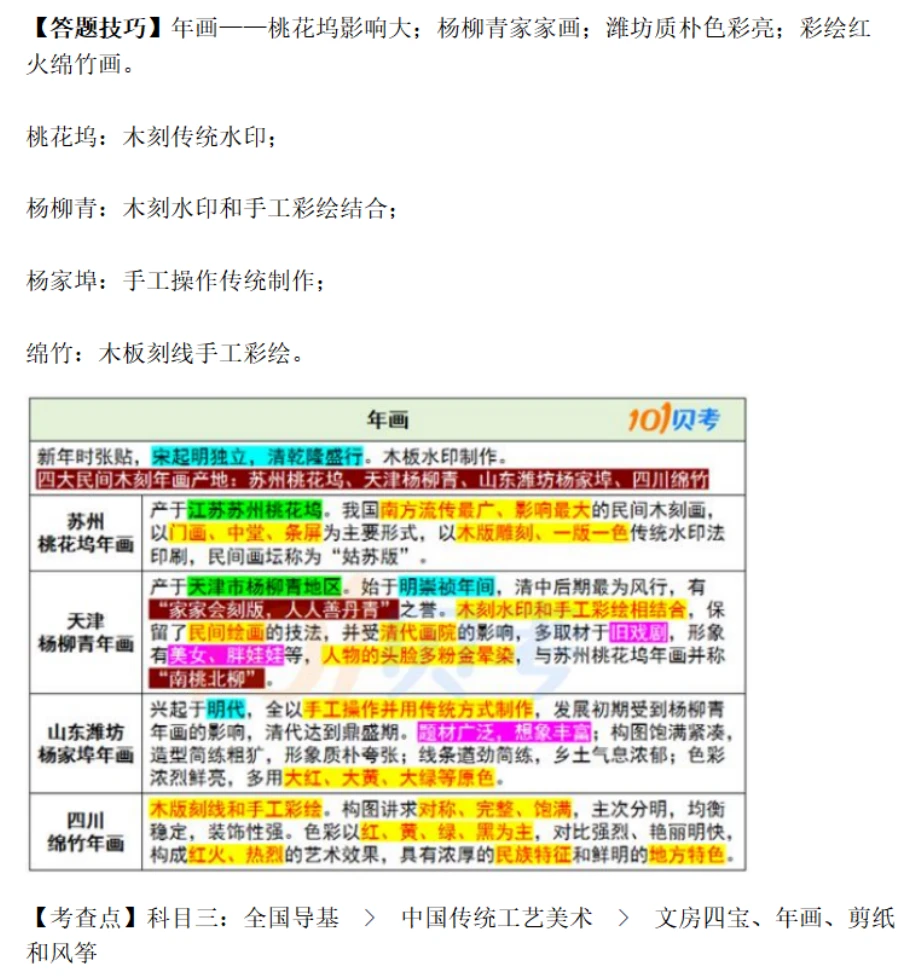 【答题技巧】年画——桃花坞影响大；杨柳青家家画；潍坊质朴色彩亮；彩绘红
火绵竹画。
桃花坞：木刻传统水印；
杨柳青：木刻水印和手工彩绘结合；
杨家埠：手工操作传统制作；
绵竹：木板刻线手工彩绘。
年画
101贝考
新年时张贴，宋起明独立，清乾隆盛行。木板水印制作。
四大民间木刻年画产地：苏州桃花坞、天津杨柳青、山东潍坊杨家埠、四川绵竹
苏州
桃花坞年画
产于江苏苏州桃花坞。我国南方流传最广、影响最大的民间木刻画，
以门画、中堂、条屏为主要形式，以木版雕刻、一版一色传统水印法
印刷，民间画坛称为“姑苏版”。
天津
杨柳青年画
产于天津市杨柳青地区。始于明崇祯年间，清中后期最为风行，有
“家家会刻版，人人善丹青”之誉。木刻水印和手工彩绘相结合，保
留了民间绘画的技法，并受清代画院的影响，多取材于旧戏剧，形象
有美女、胖娃娃等，人物的头脸多粉金晕染，与苏州桃花坞年画并称
“南桃北柳”。
山东潍坊
杨家埠年画
兴起于明代，全以手工操作并用传统方式制作，发展初期受到杨柳青
年画的影响，清代达到鼎盛期。题材广泛，想象丰富；构图饱满紧凑，
造型简练粗犷，形象质朴夸张；线条遒劲简练，乡土气息浓郁；色彩
浓烈鲜亮，多用大红、大黄、大绿等原色。
四川
绵竹年画
木版刻线和手工彩绘。构图讲求对称、完整、饱满，主次分明，均衡
稳定，装饰性强。色彩以红、黄、绿、黑为主，对比强烈、艳丽明快，
构成红火、热烈的艺术效果，具有浓厚的民族特征和鲜明的地方特色。
【考查点】科目三：全国导基 > 中国传统工艺美术 > 文房四宝、年画、剪纸
和风筝